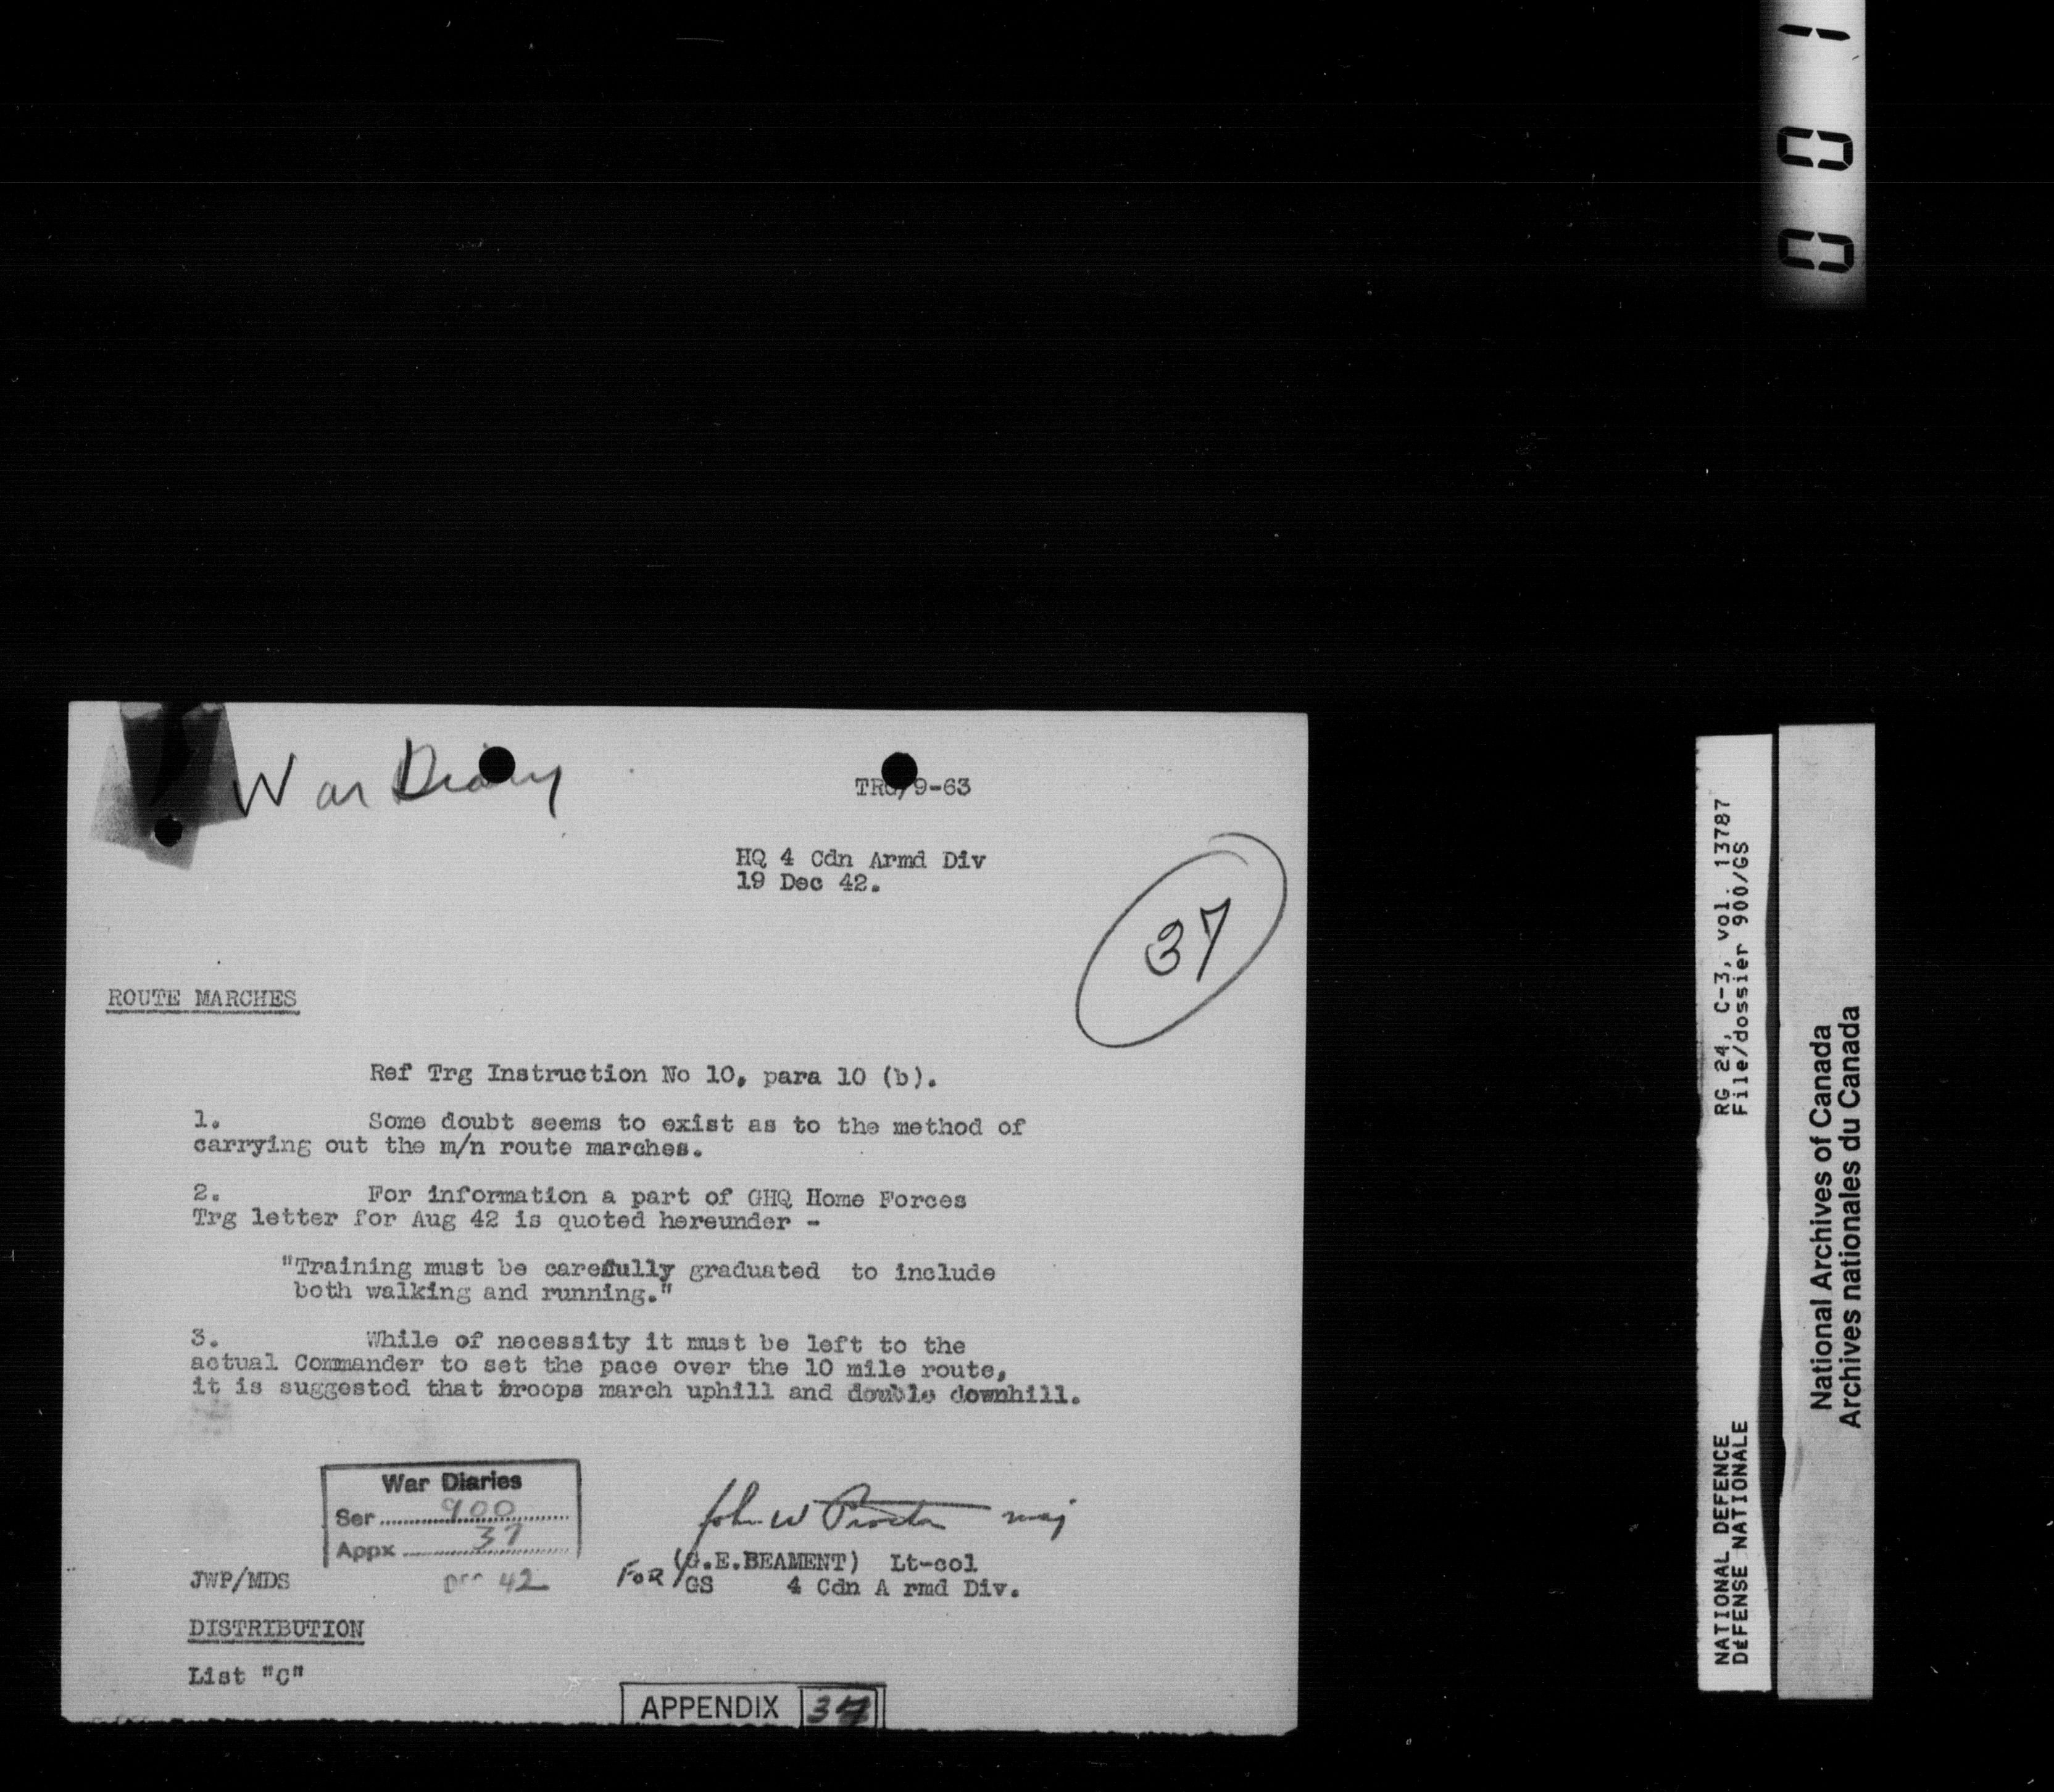 001
War Diary
TRG/9-63
HQ 4 Cdn Armd Div
19 Dec 42.
37
ROUTE MARCHES
Ref Trg Instruction No 10, para 10 (b).
1. Some doubt seems to exist as to the method of
carrying out the m/n route marches.
2. For information a part of GHQ Home Forces
Trg letter for Aug 42 is quoted hereunder -
"Training must be carefully graduated to include
both walking and running."
3. While of necessity it must be left to the
actual Commander to set the pace over the 10 mile route,
it is suggested that troops march uphill and double downhill.
War Diaries
Ser 900
Appx 37
DEC 42
John W Proctor maj
FOR (G.E.BEAMENT) Lt-col
GS 4 Cdn A rmd Div.
JWP/MDS
DISTRIBUTION
List "C"
APPENDIX 37
RG 24, C-3, vol. 13787
File/dossier 900/GS
NATIONAL DEFENCE
DéFENSE NATIONALE
National Archives of Canada
Archives nationales du Canada